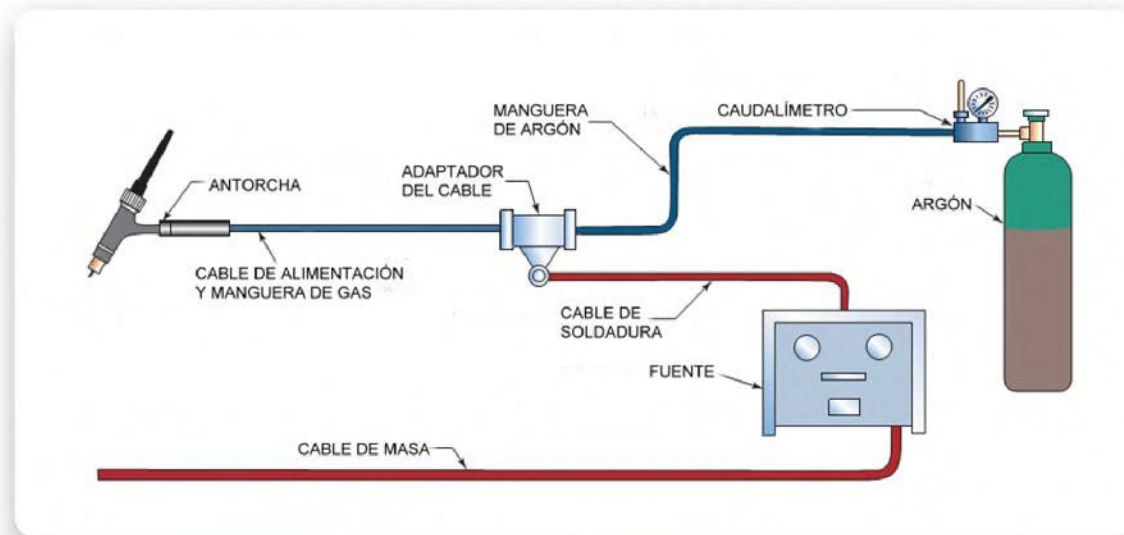 MANGUERA
DE ARGÓN
CAUDALÍMETRO
ADAPTADOR
DEL CABLE
ANTORCHA
ARGÓN
CABLE DE ALIMENTACIÓN
Y MANGUERA DE GAS
CABLE DE
SOLDADURA
FUENTE
CABLE DE MASA